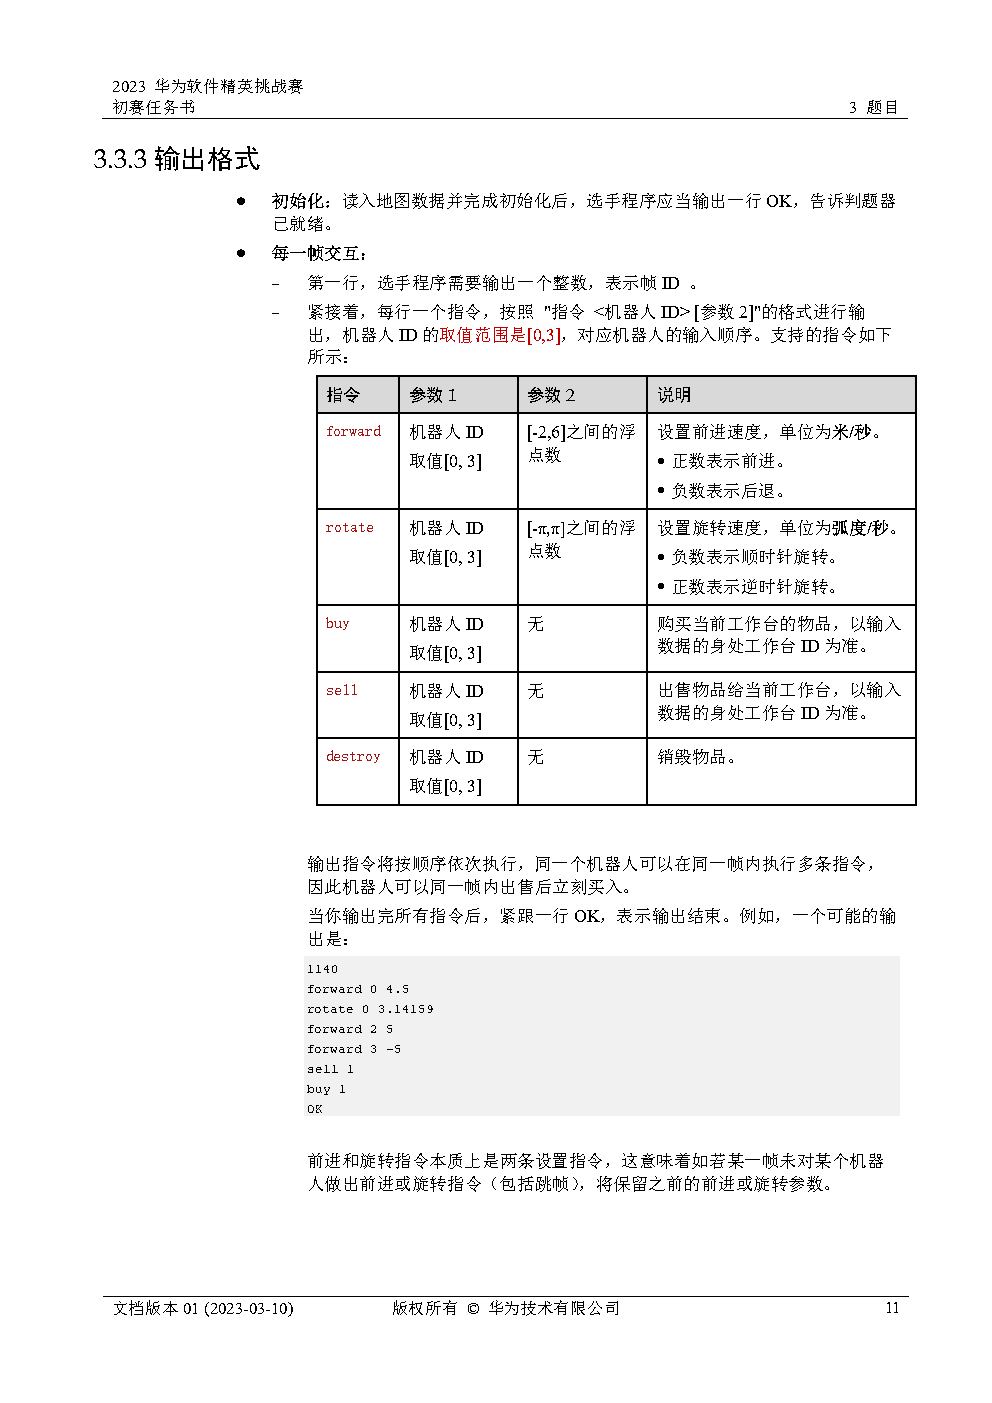 2023 华为软件精英挑战赛
初赛任务书
3 题目
3.3.3 输出格式
● 初始化：读入地图数据并完成初始化后，选手程序应当输出一行 OK，告诉判题器
已就绪。
● 每一帧交互：
− 第一行，选手程序需要输出一个整数，表示帧 ID 。
− 紧接着，每行一个指令，按照 "指令 <机器人 ID> [参数 2]"的格式进行输
出，机器人 ID 的取值范围是[0,3]，对应机器人的输入顺序。支持的指令如下
所示：
指令 参数 1 参数 2 说明
forward 机器人 ID [-2,6]之间的浮 设置前进速度，单位为米/秒。
取值[0, 3] 点数 ● 正数表示前进。
● 负数表示后退。
rotate 机器人 ID [-π,π]之间的浮 设置旋转速度，单位为弧度/秒。
取值[0, 3] 点数 ● 负数表示顺时针旋转。
● 正数表示逆时针旋转。
buy 机器人 ID 无 购买当前工作台的物品，以输入
取值[0, 3] 数据的身处工作台 ID 为准。
sell 机器人 ID 无 出售物品给当前工作台，以输入
取值[0, 3] 数据的身处工作台 ID 为准。
destroy 机器人 ID 无 销毁物品。
取值[0, 3]
输出指令将按顺序依次执行，同一个机器人可以在同一帧内执行多条指令，
因此机器人可以同一帧内出售后立刻买入。
当你输出完所有指令后，紧跟一行 OK，表示输出结束。例如，一个可能的输
出是：
1140
forward 0 4.5
rotate 0 3.14159
forward 2 5
forward 3 -5
sell 1
buy 1
OK
前进和旋转指令本质上是两条设置指令，这意味着如若某一帧未对某个机器
人做出前进或旋转指令（包括跳帧），将保留之前的前进或旋转参数。
文档版本 01 (2023-03-10) 版权所有 © 华为技术有限公司 11